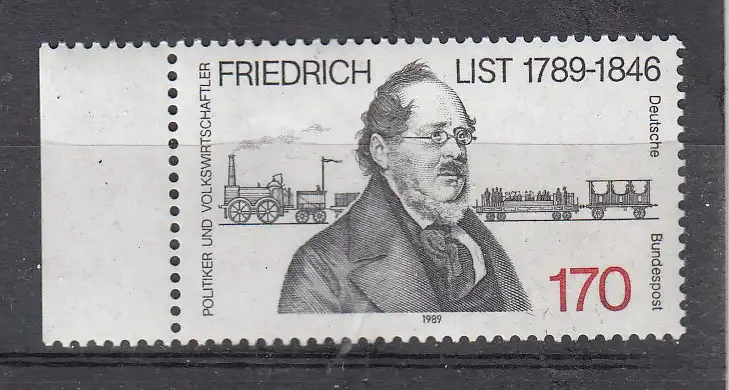 FRIEDRICH LIST 1789-1846
POLITIKER UND VOLKSWIRTSCHAFTLER
Deutsche Bundespost
170
1989